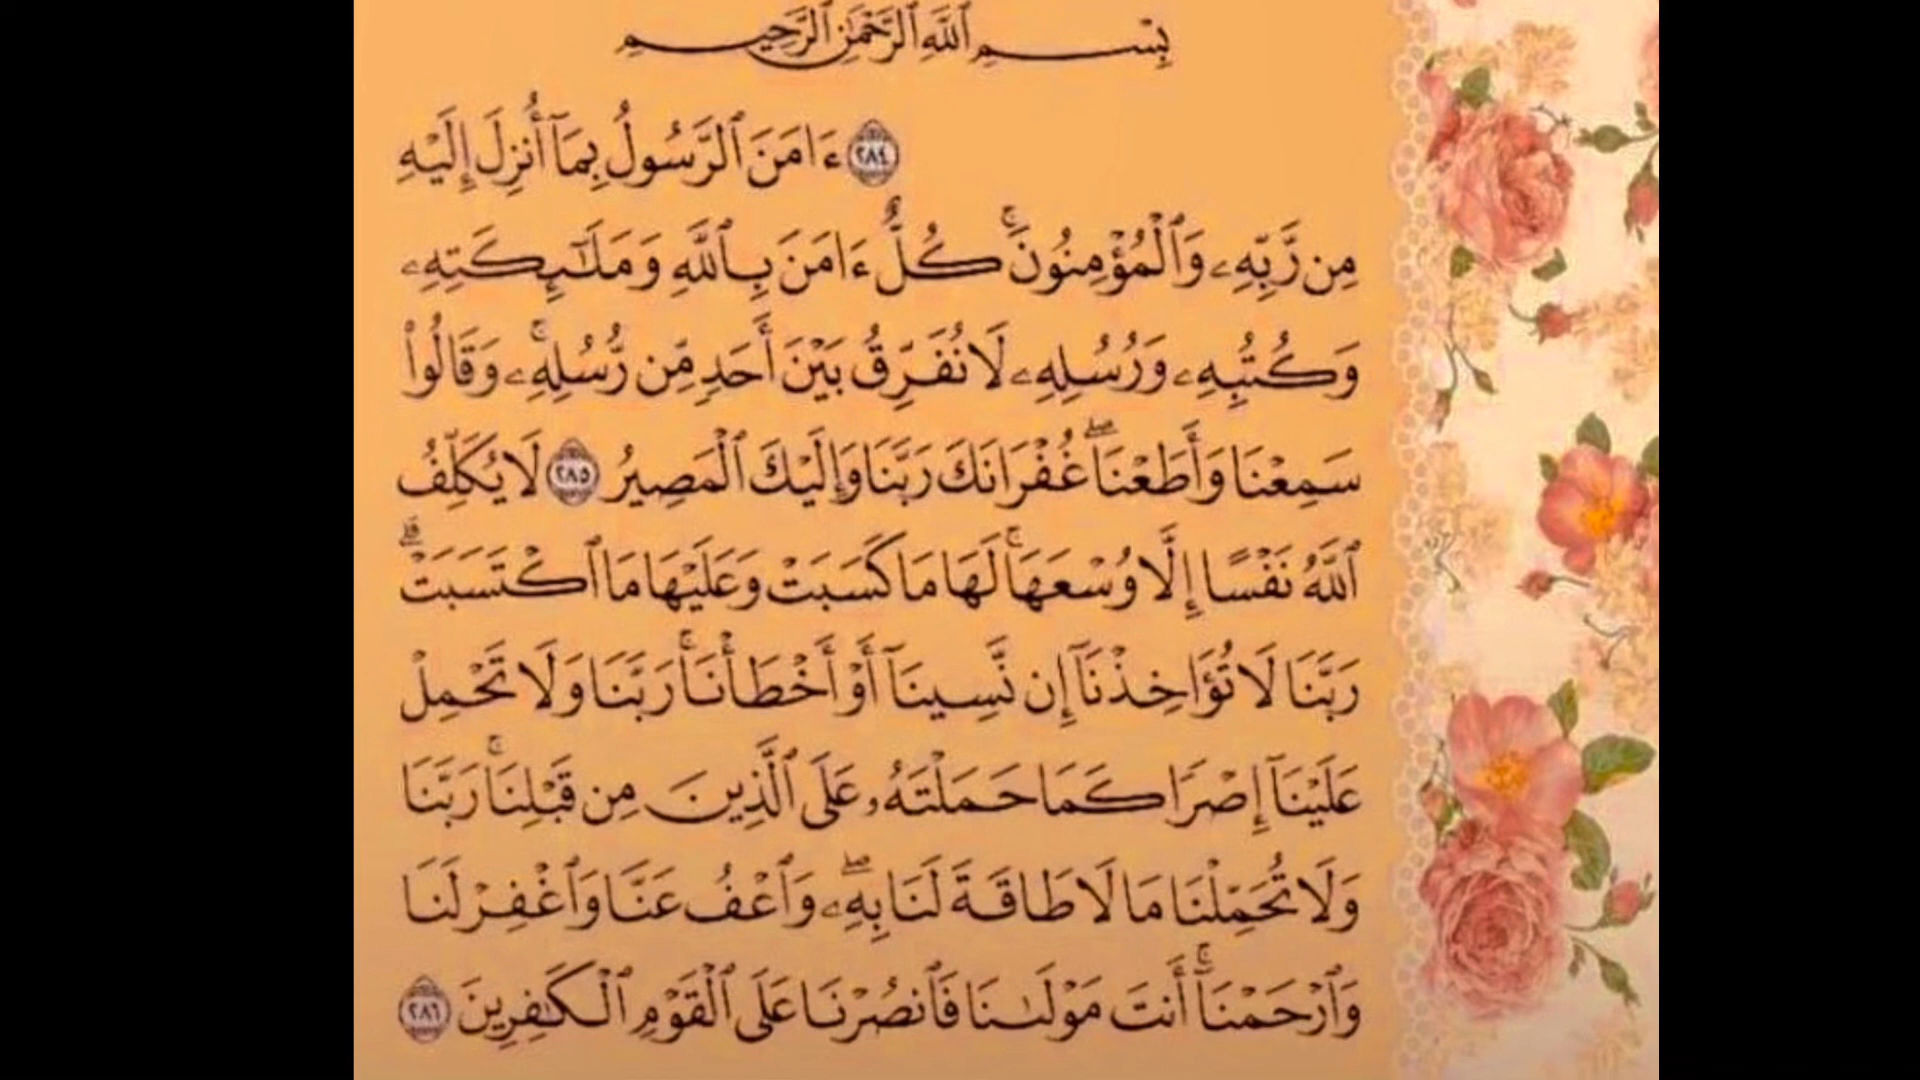 بِسْمِ ٱللَّهِ ٱلرَّحْمَٰنِ ٱلرَّحِيمِ
٢٨٤ ءَامَنَ ٱلرَّسُولُ بِمَآ أُنزِلَ إِلَيْهِ
مِن رَّبِّهِۦ وَٱلْمُؤْمِنُونَ ۚ كُلٌّ ءَامَنَ بِٱللَّهِ وَمَلَـٰٓئِكَتِهِۦ
وَكُتُبِهِۦ وَرُسُلِهِۦ لَا نُفَرِّقُ بَيْنَ أَحَدٍ مِّن رُّسُلِهِۦ ۚ وَقَالُوا۟
سَمِعْنَا وَأَطَعْنَا ۖ غُفْرَانَكَ رَبَّنَا وَإِلَيْكَ ٱلْمَصِيرُ ٢٨٥ لَا يُكَلِّفُ
ٱللَّهُ نَفْسًا إِلَّا وُسْعَهَا ۚ لَهَا مَا كَسَبَتْ وَعَلَيْهَا مَا ٱكْتَسَبَتْ ۗ
رَبَّنَا لَا تُؤَاخِذْنَآ إِن نَّسِينَآ أَوْ أَخْطَأْنَا ۚ رَبَّنَا وَلَا تَحْمِلْ
عَلَيْنَآ إِصْرًا كَمَا حَمَلْتَهُۥ عَلَى ٱلَّذِينَ مِن قَبْلِنَا ۚ رَبَّنَا
وَلَا تُحَمِّلْنَا مَا لَا طَاقَةَ لَنَا بِهِۦ ۖ وَٱعْفُ عَنَّا وَٱغْفِرْ لَنَا
وَٱرْحَمْنَآ ۚ أَنتَ مَوْلَىٰنَا فَٱنصُرْنَا عَلَى ٱلْقَوْمِ ٱلْكَـٰفِرِينَ ٢٨٦